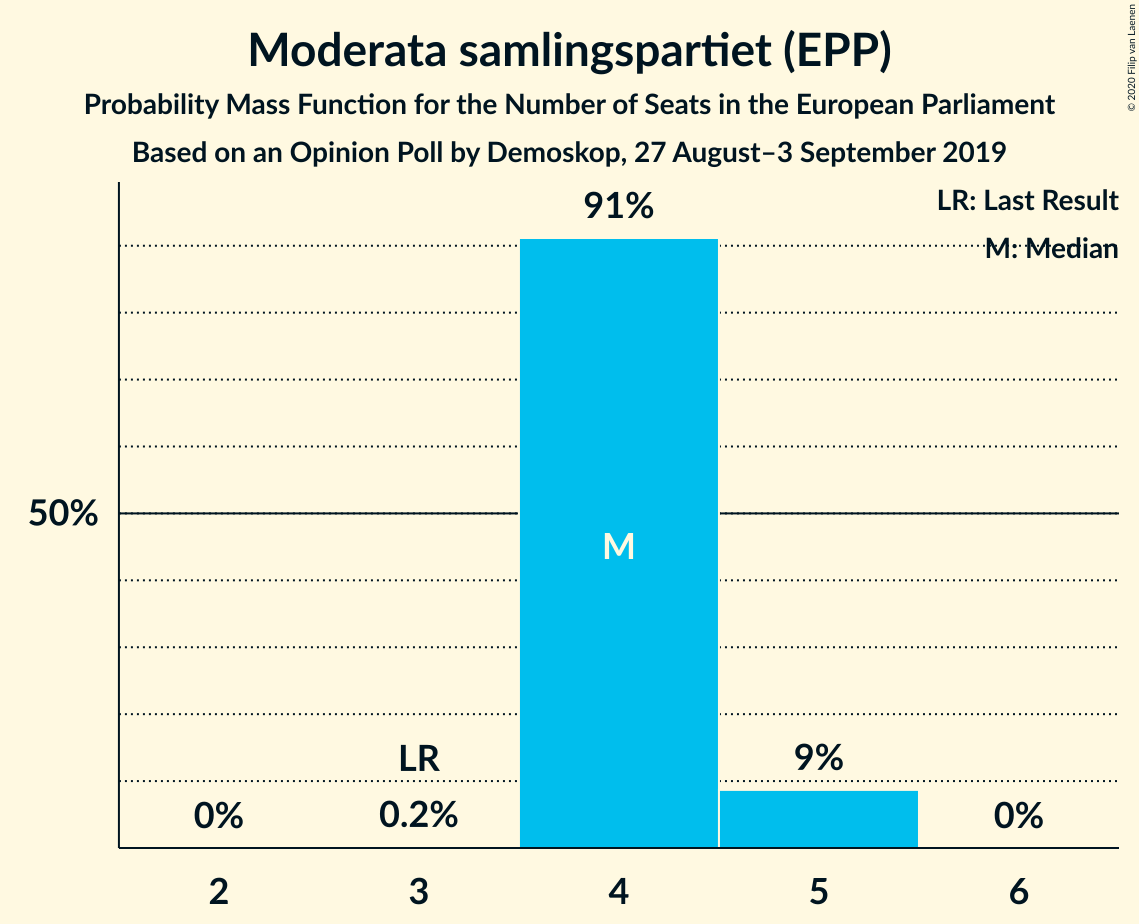 Moderata samlingspartiet (EPP)
Probability Mass Function for the Number of Seats in the European Parliament
Based on an Opinion Poll by Demoskop, 27 August–3 September 2019
© 2020 Filip van Laenen
LR: Last Result
M: Median
91%
50%
M
LR
9%
0%
0.2%
0%
2
3
4
5
6